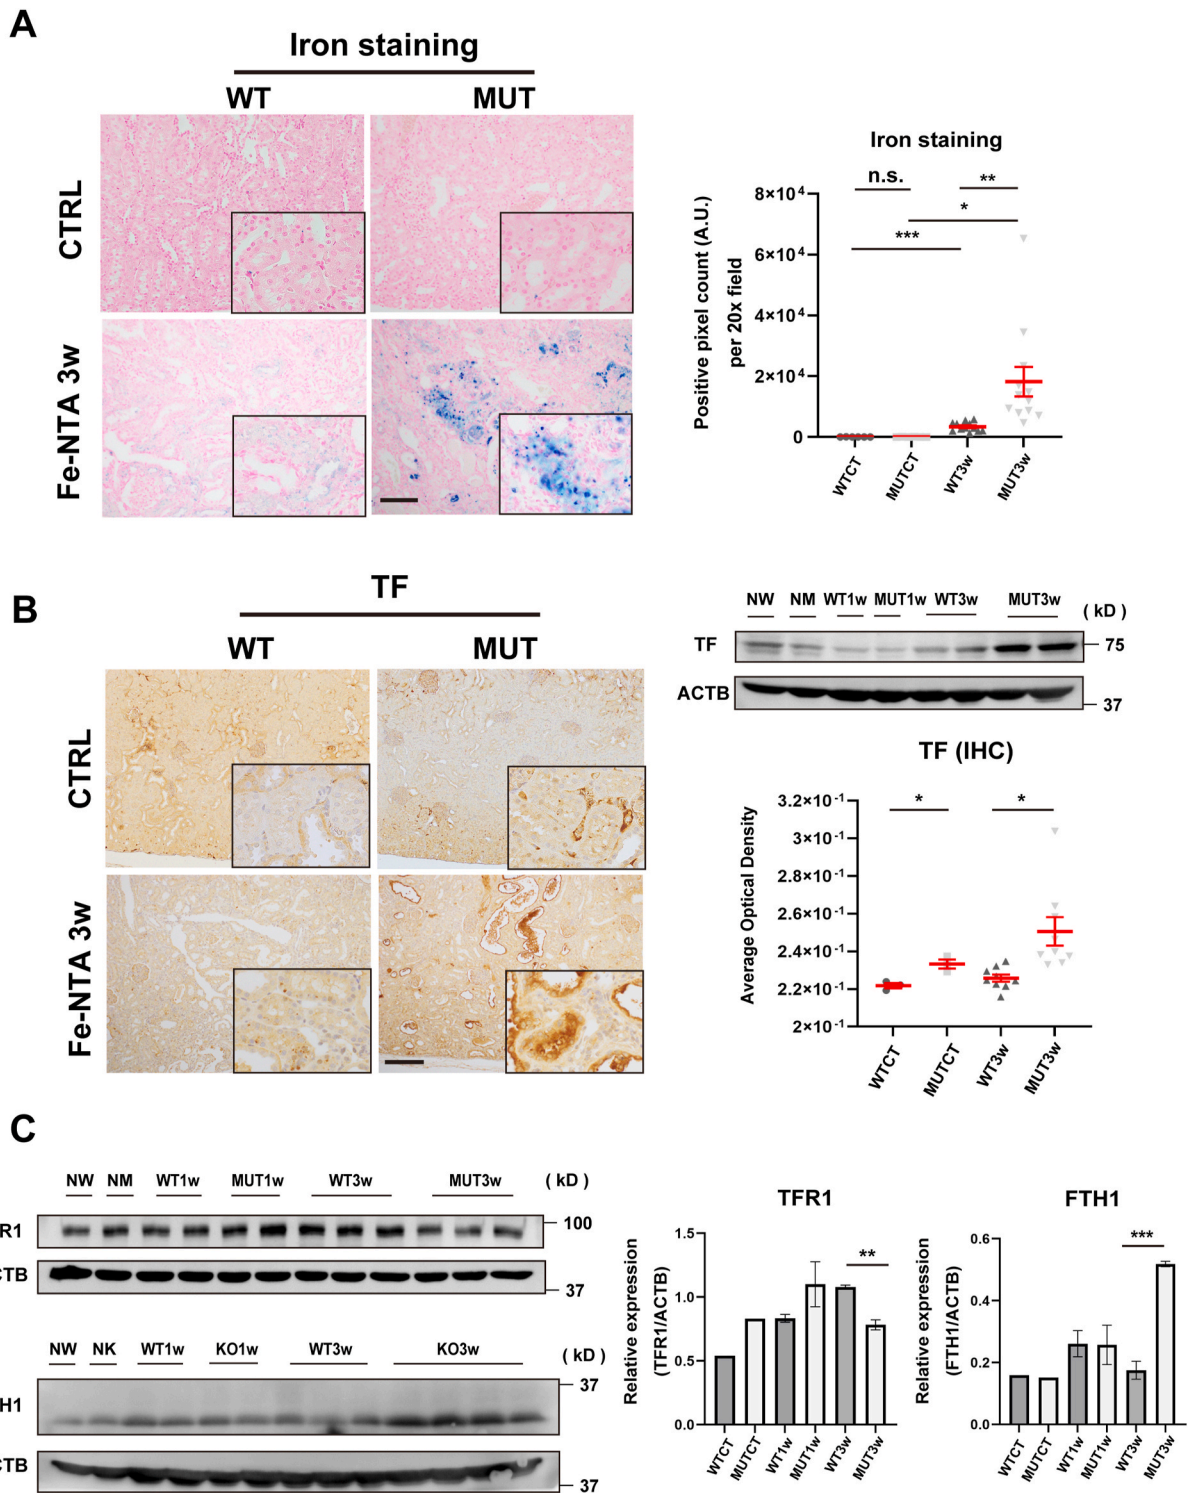 A
Iron staining
WT
MUT
CTRL
Fe-NTA 3w
Iron staining
n.s.
**
*
***
Positive pixel count (A.U.)
per 20x field
8×10⁴
6×10⁴
4×10⁴
2×10⁴
0
WTCT
MUTCT
WT3w
MUT3w
B
TF
WT
MUT
CTRL
Fe-NTA 3w
NW NM WT1w MUT1w WT3w MUT3w
( kD )
TF
75
ACTB
37
TF (IHC)
*
*
Average Optical Density
3.2×10⁻¹
3×10⁻¹
2.8×10⁻¹
2.6×10⁻¹
2.4×10⁻¹
2.2×10⁻¹
2×10⁻¹
WTCT
MUTCT
WT3w
MUT3w
C
NW NM WT1w MUT1w WT3w MUT3w ( kD )
R1
100
CTB
37
NW NK WT1w KO1w WT3w KO3w
( kD )
H1
37
CTB
37
TFR1
Relative expression
(TFR1/ACTB)
1.5
1.0
0.5
0.0
**
WTCT
MUTCT
WT1w
MUT1w
WT3w
MUT3w
FTH1
Relative expression
(FTH1/ACTB)
0.6
0.4
0.2
0.0
***
WTCT
MUTCT
WT1w
MUT1w
WT3w
MUT3w